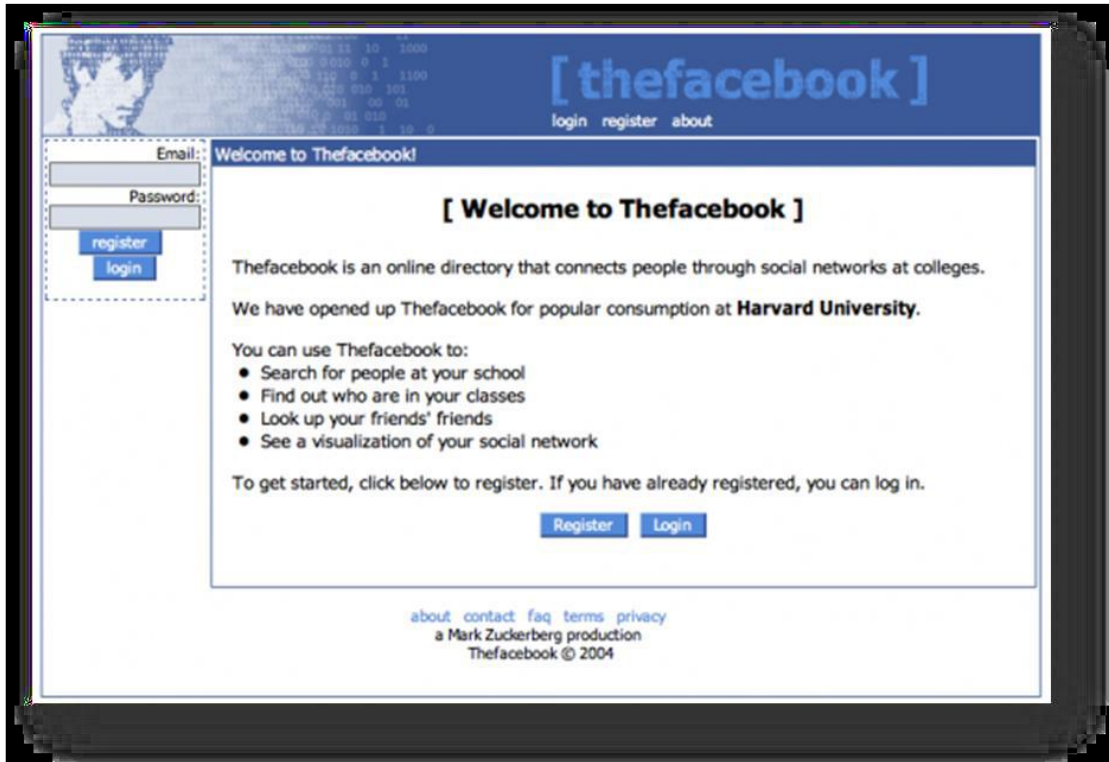 [ thefacebook ]
login register about
Email:
Password:
register
login
Welcome to Thefacebook!
[ Welcome to Thefacebook ]
Thefacebook is an online directory that connects people through social networks at colleges.
We have opened up Thefacebook for popular consumption at Harvard University.
You can use Thefacebook to:
• Search for people at your school
• Find out who are in your classes
• Look up your friends' friends
• See a visualization of your social network
To get started, click below to register. If you have already registered, you can log in.
Register Login
about contact faq terms privacy
a Mark Zuckerberg production
Thefacebook © 2004